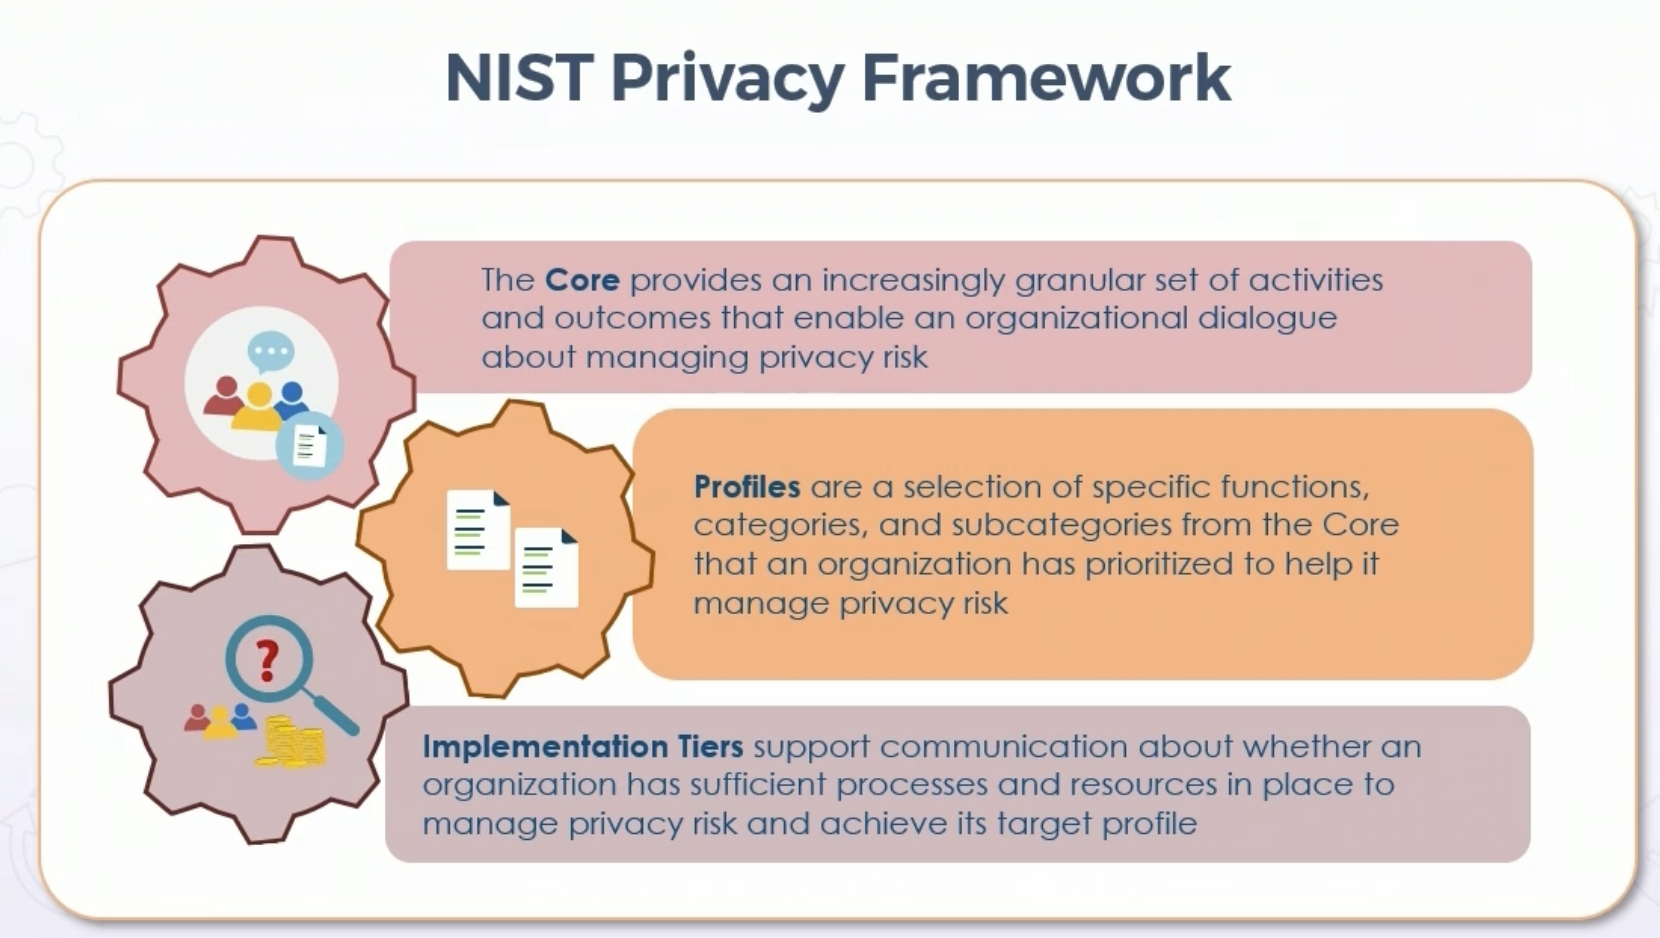 NIST Privacy Framework
The Core provides an increasingly granular set of activities
and outcomes that enable an organizational dialogue
about managing privacy risk
Profiles are a selection of specific functions,
categories, and subcategories from the Core
that an organization has prioritized to help it
manage privacy risk
?
Implementation Tiers support communication about whether an
organization has sufficient processes and resources in place to
manage privacy risk and achieve its target profile